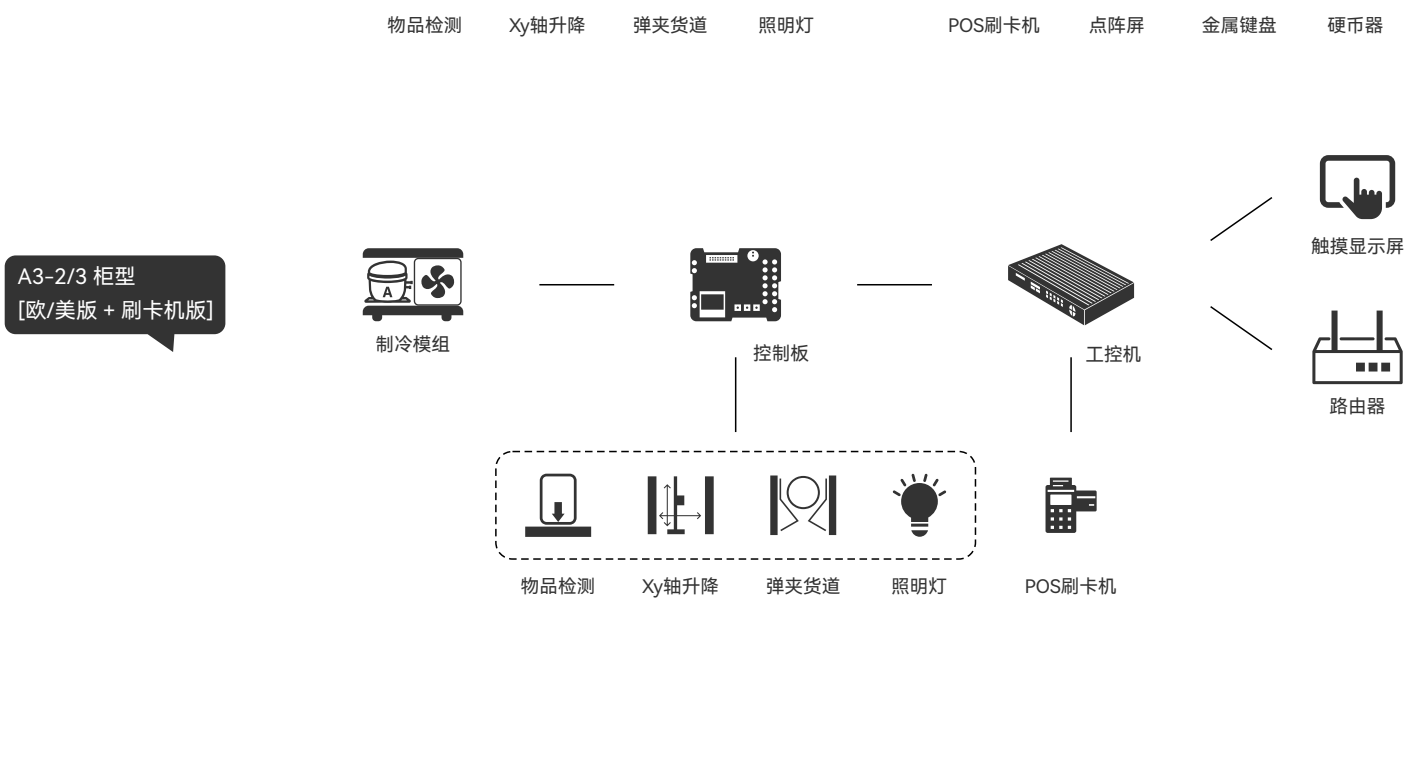 物品检测
Xy轴升降
弹夹货道
照明灯
POS刷卡机
点阵屏
金属键盘
硬币器
触摸显示屏
A3-2/3 柜型
[欧/美版 + 刷卡机版]
A
制冷模组
控制板
工控机
路由器
物品检测
Xy轴升降
弹夹货道
照明灯
POS刷卡机